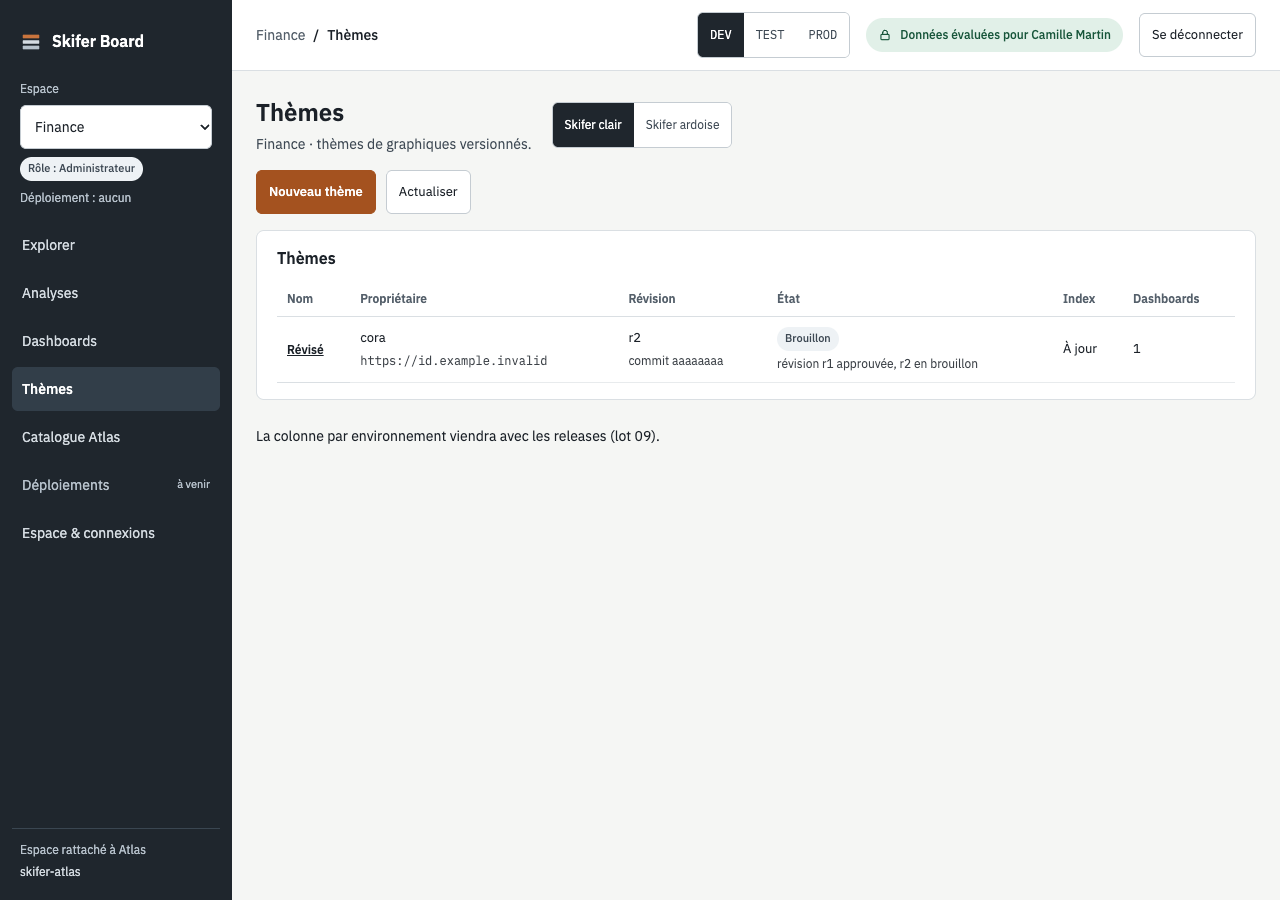 Skifer Board
Espace
Finance
Rôle : Administrateur
Déploiement : aucun
Explorer
Analyses
Dashboards
Thèmes
Catalogue Atlas
Déploiements à venir
Espace & connexions
Espace rattaché à Atlas
skifer-atlas
Finance / Thèmes
DEV TEST PROD
Données évaluées pour Camille Martin
Se déconnecter
Thèmes
Finance · thèmes de graphiques versionnés.
Skifer clair Skifer ardoise
Nouveau thème Actualiser
Thèmes
Nom Propriétaire Révision État Index Dashboards
Révisé
cora
https://id.example.invalid
r2
commit aaaaaaaa
Brouillon
révision r1 approuvée, r2 en brouillon
À jour
1
La colonne par environnement viendra avec les releases (lot 09).